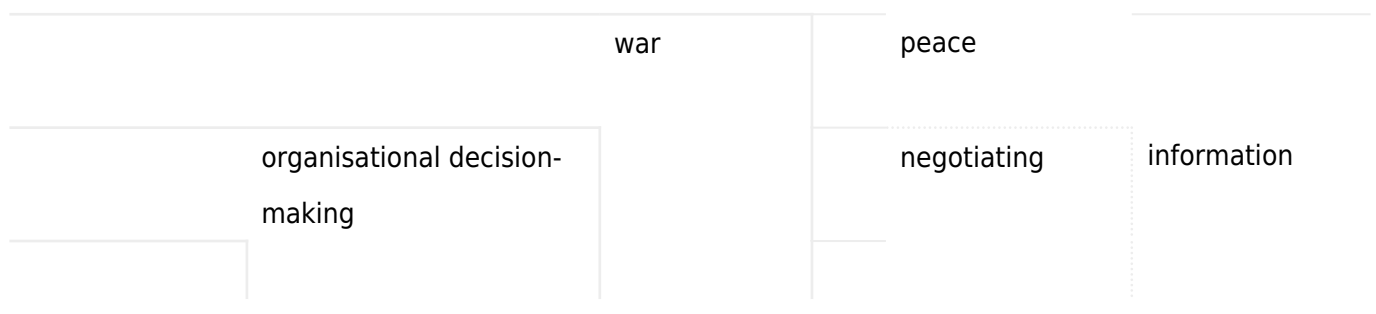 war
peace
organisational decision-
making
negotiating
information